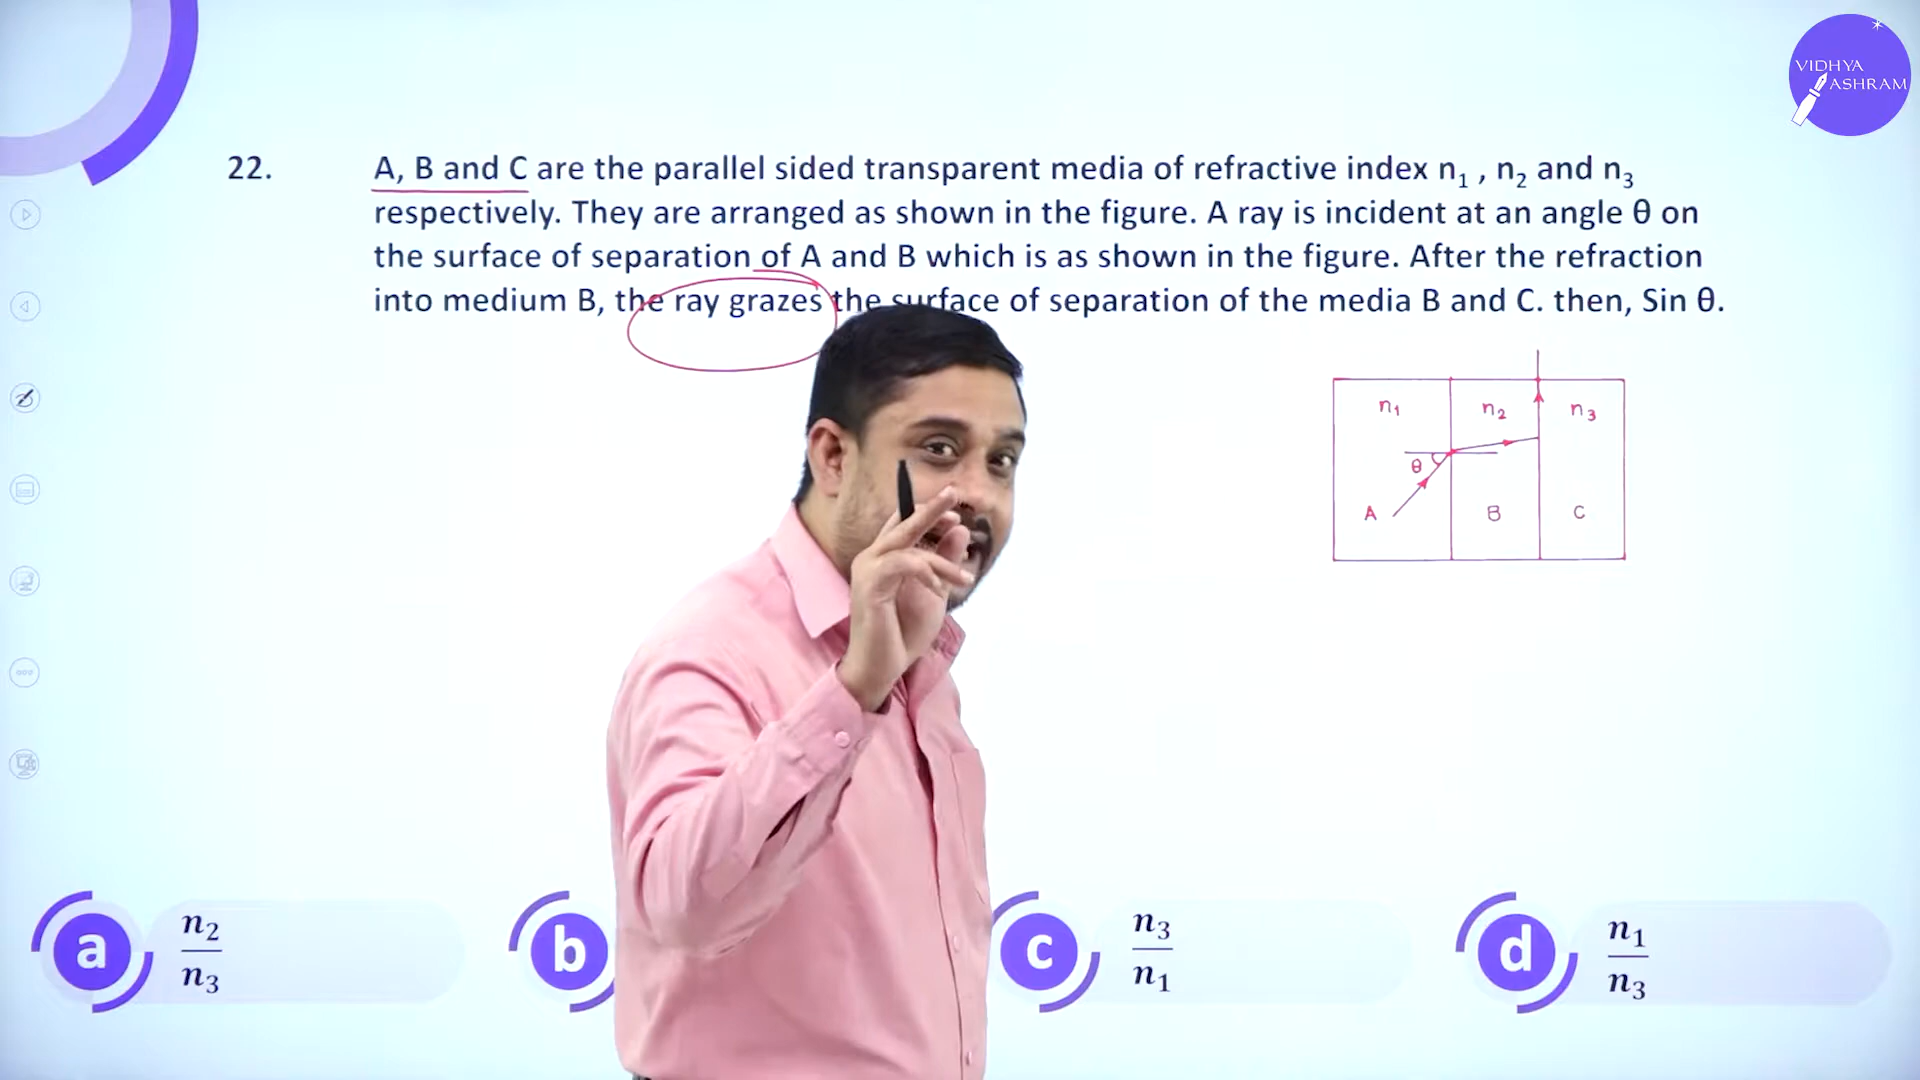 VIDHYA
ASHRAM
22. A, B and C are the parallel sided transparent media of refractive index n₁ , n₂ and n₃
respectively. They are arranged as shown in the figure. A ray is incident at an angle θ on
the surface of separation of A and B which is as shown in the figure. After the refraction
into medium B, the ray grazes the surface of separation of the media B and C. then, Sin θ.
n₁ n₂ n₃
θ
A B C
a n₂/n₃
b
c n₃/n₁
d n₁/n₃